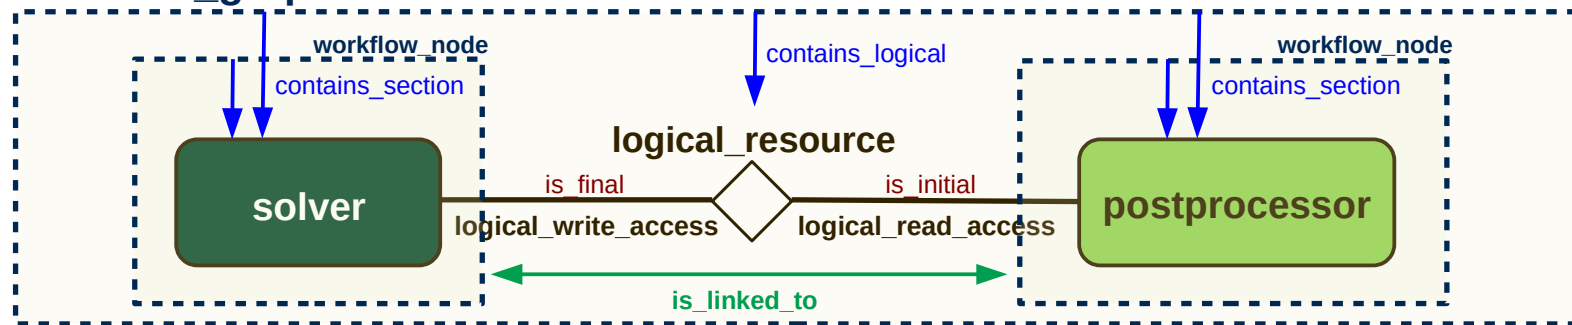 workflow_node
workflow_node
contains_logical
contains_section
contains_section
logical_resource
is_final
is_initial
solver
postprocessor
logical_write_access
logical_read_access
is_linked_to